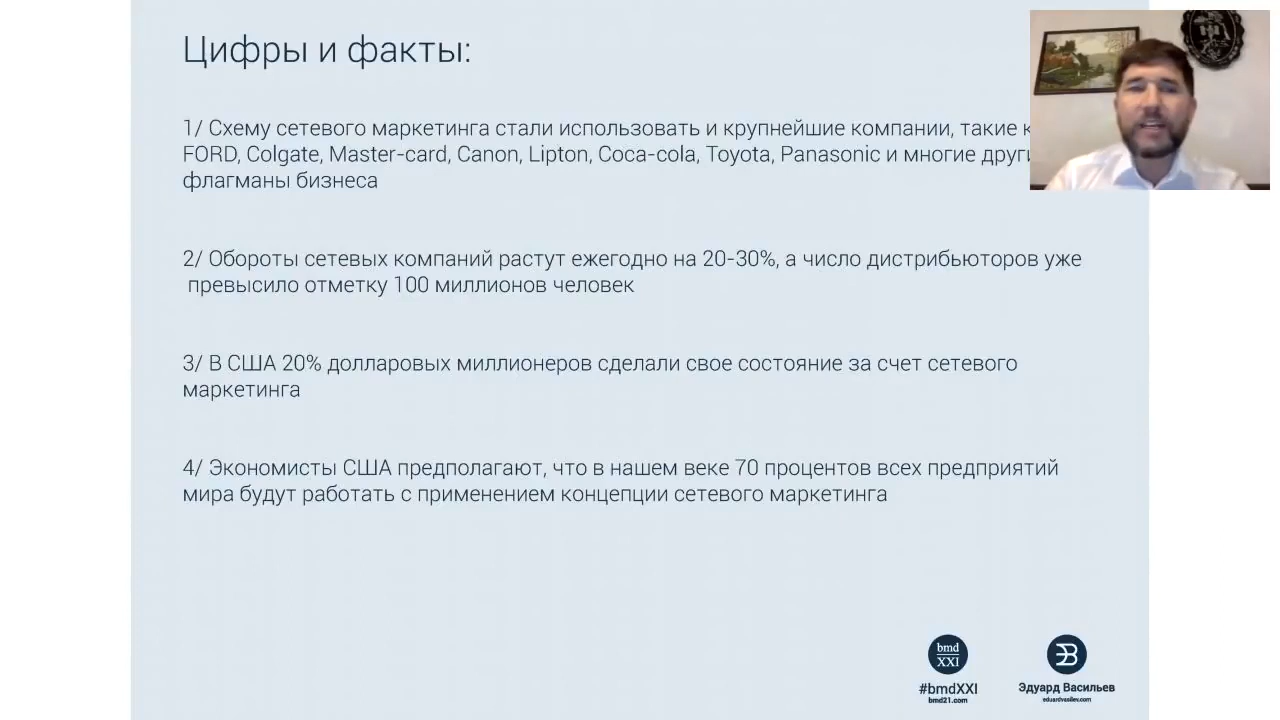 Цифры и факты:
1/ Схему сетевого маркетинга стали использовать и крупнейшие компании, такие
FORD, Colgate, Master-card, Canon, Lipton, Coca-cola, Toyota, Panasonic и многие
флагманы бизнеса
2/ Обороты сетевых компаний растут ежегодно на 20-30%, а число дистрибьюторов уже
превысило отметку 100 миллионов человек
3/ В США 20% долларовых миллионеров сделали свое состояние за счет сетевого
маркетинга
4/ Экономисты США предполагают, что в нашем веке 70 процентов всех предприятий
мира будут работать с применением концепции сетевого маркетинга
bmd
XXI
#bmdXXI
bmd21.com
ЭВ
Эдуард Васильев
eduardvasilev.com